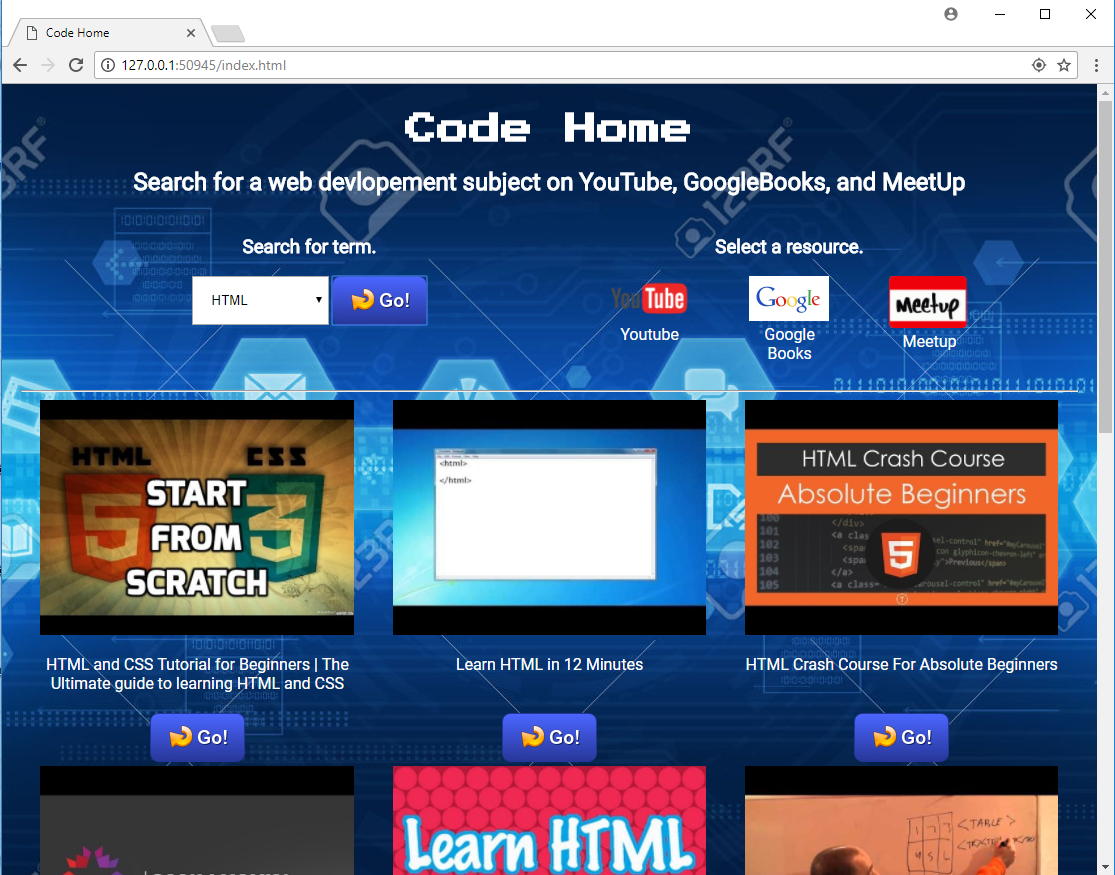 Code Home
127.0.0.1:50945/index.html
Code Home
Search for a web devlopement subject on YouTube, GoogleBooks, and MeetUp
Search for term.
Select a resource.
HTML
Go!
YouTube
Google
Meetup
Youtube
Google
Books
Meetup
HTML CSS
START
FROM
SCRATCH
<html>
</html>
HTML Crash Course
Absolute Beginners
HTML and CSS Tutorial for Beginners | The
Ultimate guide to learning HTML and CSS
Learn HTML in 12 Minutes
HTML Crash Course For Absolute Beginners
Go!
Go!
Go!
Learn HTML
<TABLE>
123RF
123RF